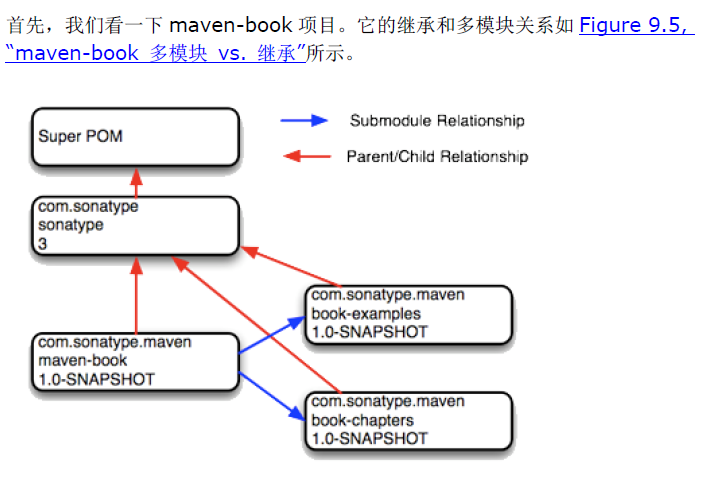 首先，我们看一下 maven-book 项目。它的继承和多模块关系如 Figure 9.5,
“maven-book 多模块 vs. 继承”所示。
Super POM
Submodule Relationship
Parent/Child Relationship
com.sonatype
sonatype
3
com.sonatype.maven
book-examples
1.0-SNAPSHOT
com.sonatype.maven
maven-book
1.0-SNAPSHOT
com.sonatype.maven
book-chapters
1.0-SNAPSHOT